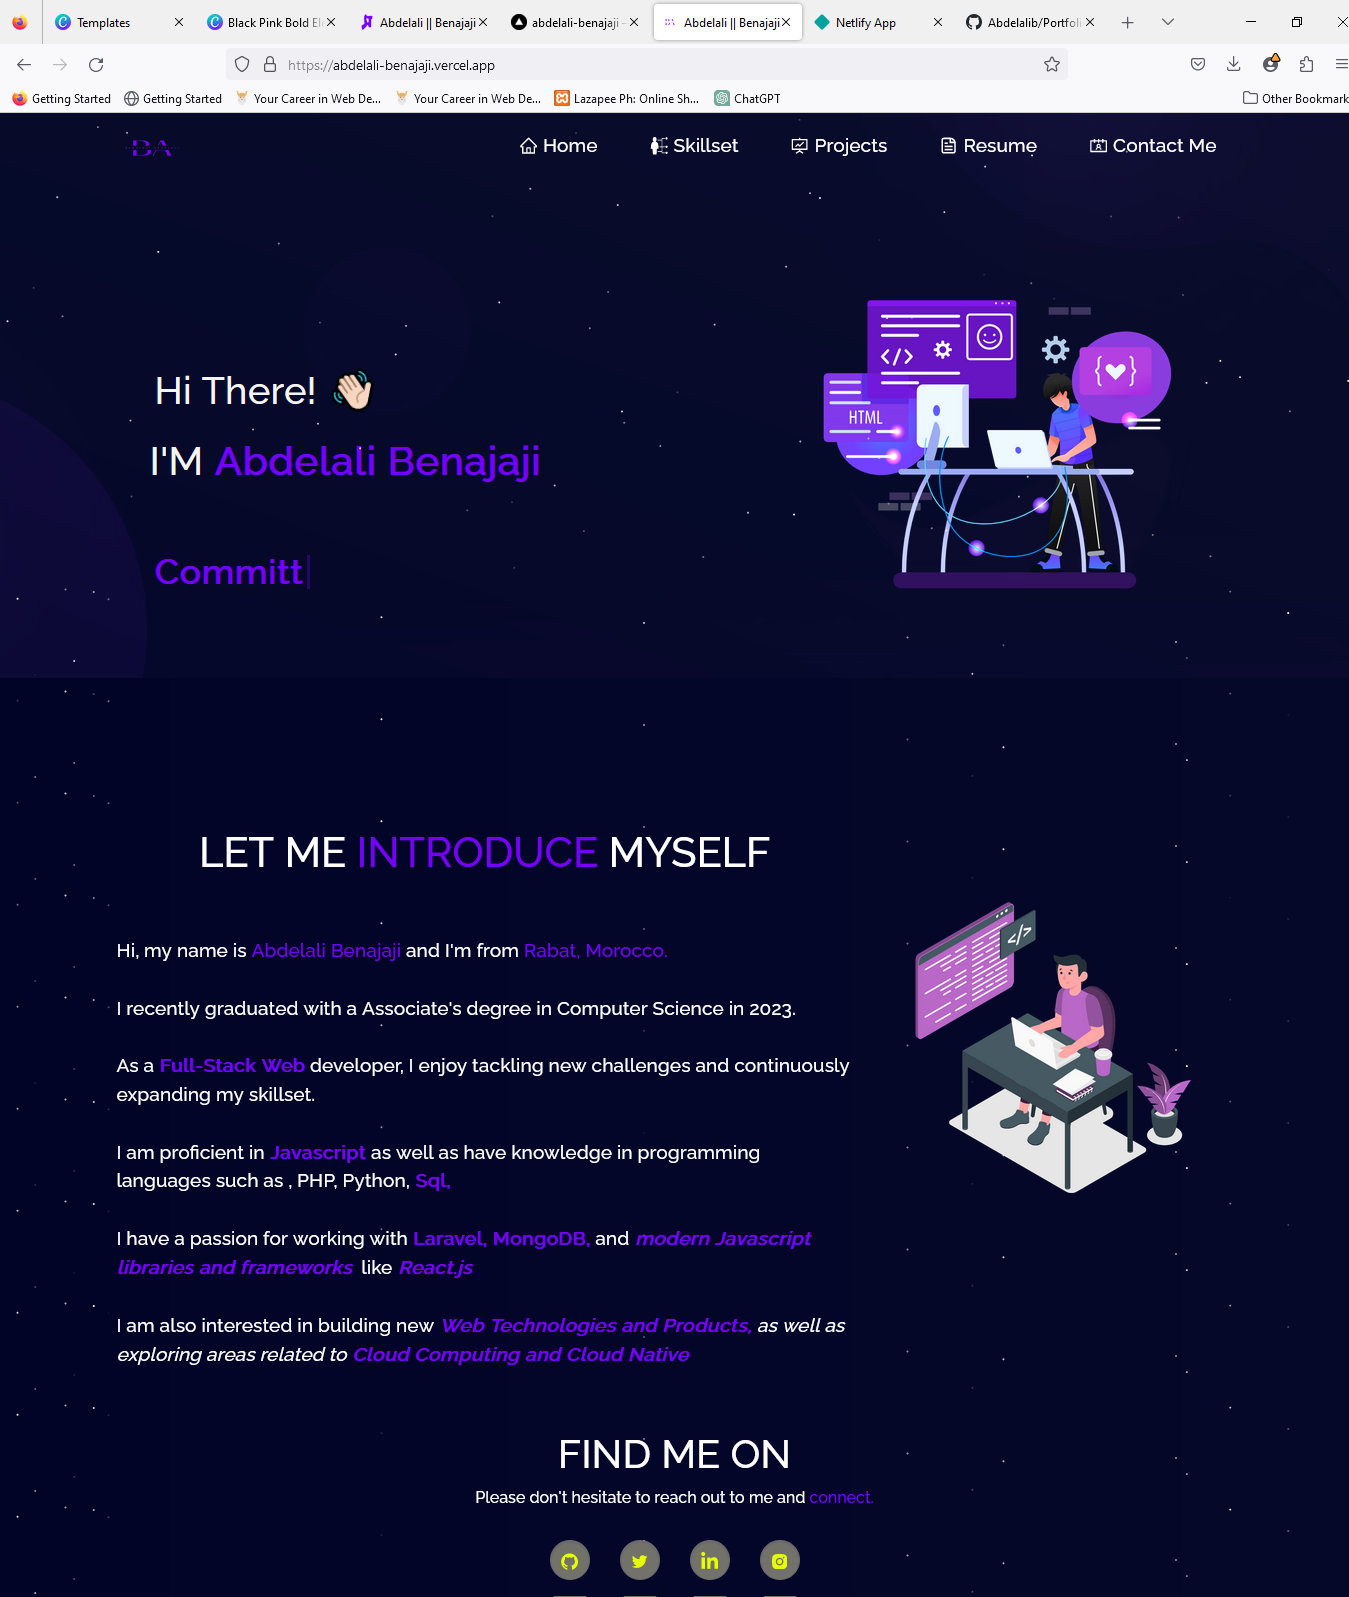 Templates
Black Pink Bold El
Abdelali || Benajaji
abdelali-benajaji -
Abdelali || Benajaji
Netlify App
Abdelalib/Portfoli
https://abdelali-benajaji.vercel.app
Getting Started
Getting Started
Your Career in Web De...
Your Career in Web De...
Lazapee Ph: Online Sh...
ChatGPT
Other Bookmark
BA
Home
Skillset
Projects
Resume
Contact Me
Hi There! 👋🏻
I'M Abdelali Benajaji
Committ|
</>
HTML
LET ME INTRODUCE MYSELF
Hi, my name is Abdelali Benajaji and I'm from Rabat, Morocco.
I recently graduated with a Associate's degree in Computer Science in 2023.
As a Full-Stack Web developer, I enjoy tackling new challenges and continuously
expanding my skillset.
I am proficient in Javascript as well as have knowledge in programming
languages such as , PHP, Python, Sql,
I have a passion for working with Laravel, MongoDB, and modern Javascript
libraries and frameworks like React.js
I am also interested in building new Web Technologies and Products, as well as
exploring areas related to Cloud Computing and Cloud Native
</>
FIND ME ON
Please don't hesitate to reach out to me and connect.